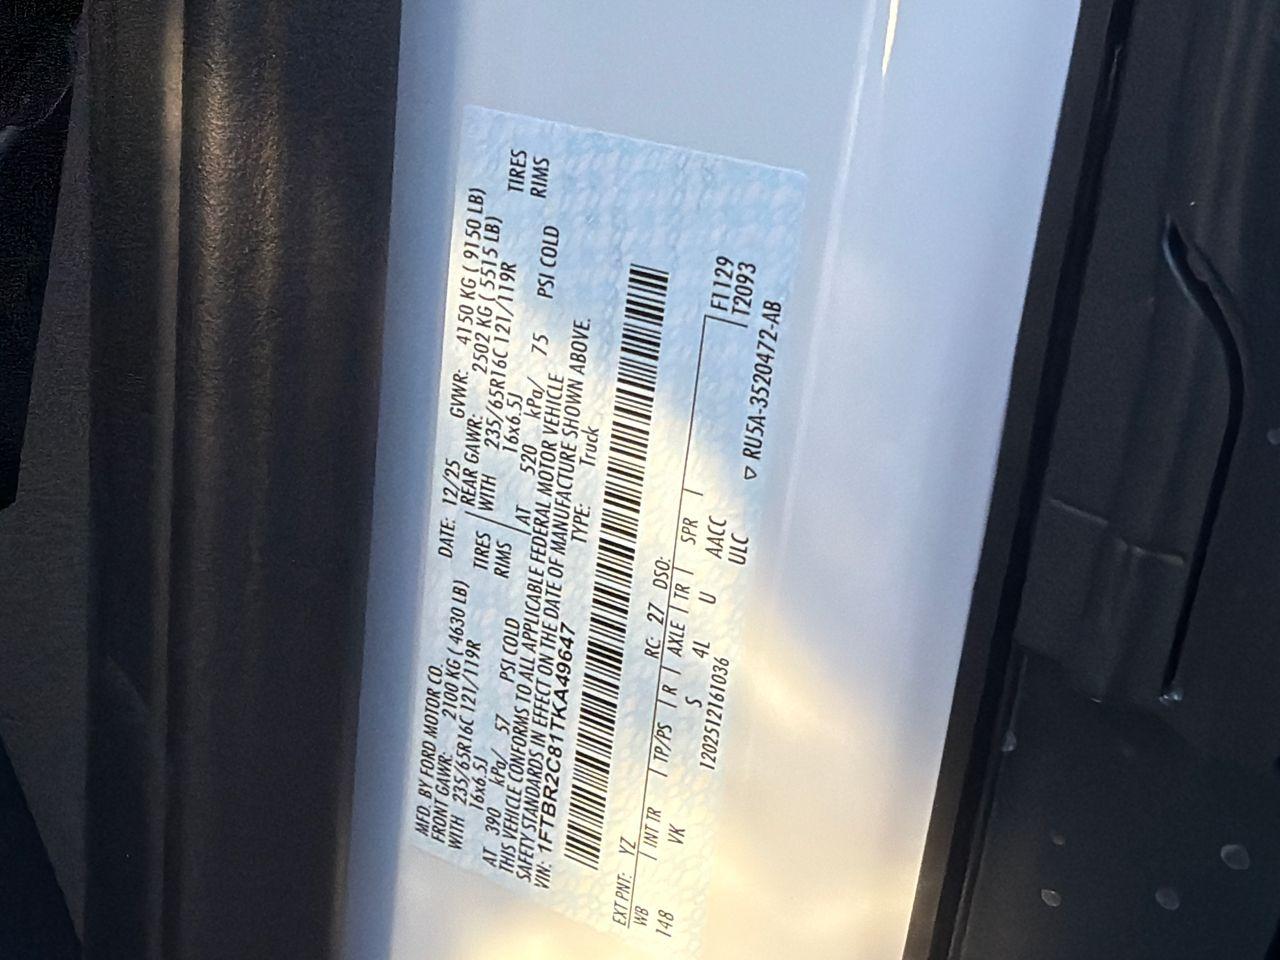 MFD. BY FORD MOTOR CO. DATE: 12/25 GVWR: 4150 KG ( 9150 LB)
FRONT GAWR: 2100 KG ( 4630 LB) REAR GAWR: 2502 KG ( 5515 LB)
WITH 235/65R16C 121/119R TIRES WITH 235/65R16C 121/119R TIRES
16x6.5J RIMS 16x6.5J RIMS
AT 390 kPa/ 57 PSI COLD AT 520 kPa/ 75 PSI COLD
THIS VEHICLE CONFORMS TO ALL APPLICABLE FEDERAL MOTOR VEHICLE
SAFETY STANDARDS IN EFFECT ON THE DATE OF MANUFACTURE SHOWN ABOVE.
VIN: 1FTBR2C81TKA49647 TYPE: Truck
EXT PNT: YZ RC: 27 DSO:
WB INT TR TP/PS R AXLE TR SPR F1129
148 VK S 4L U AACC T2093
1202512161036 ULC
▽ RU5A-3520472-AB